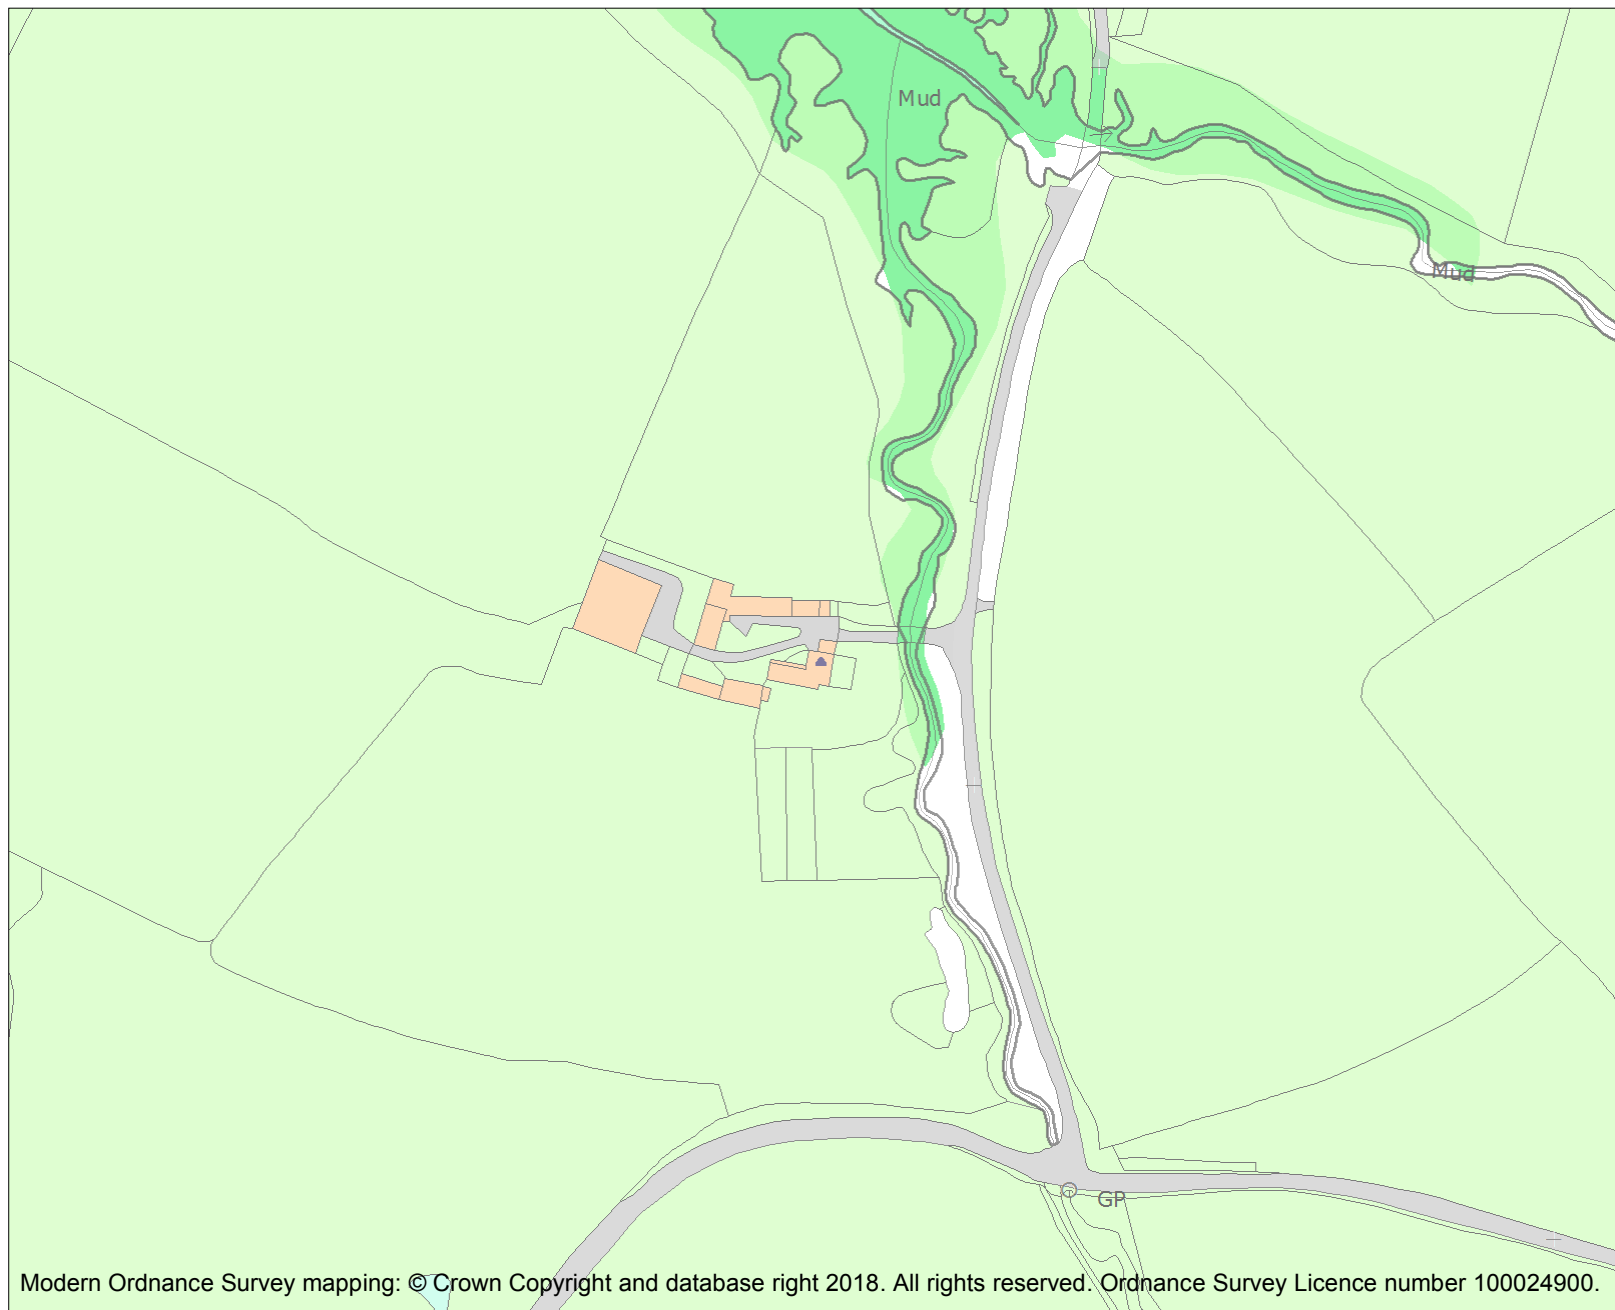 Mud
Mud
GP
Modern Ordnance Survey mapping: © Crown Copyright and database right 2018. All rights reserved. Ordnance Survey Licence number 100024900.